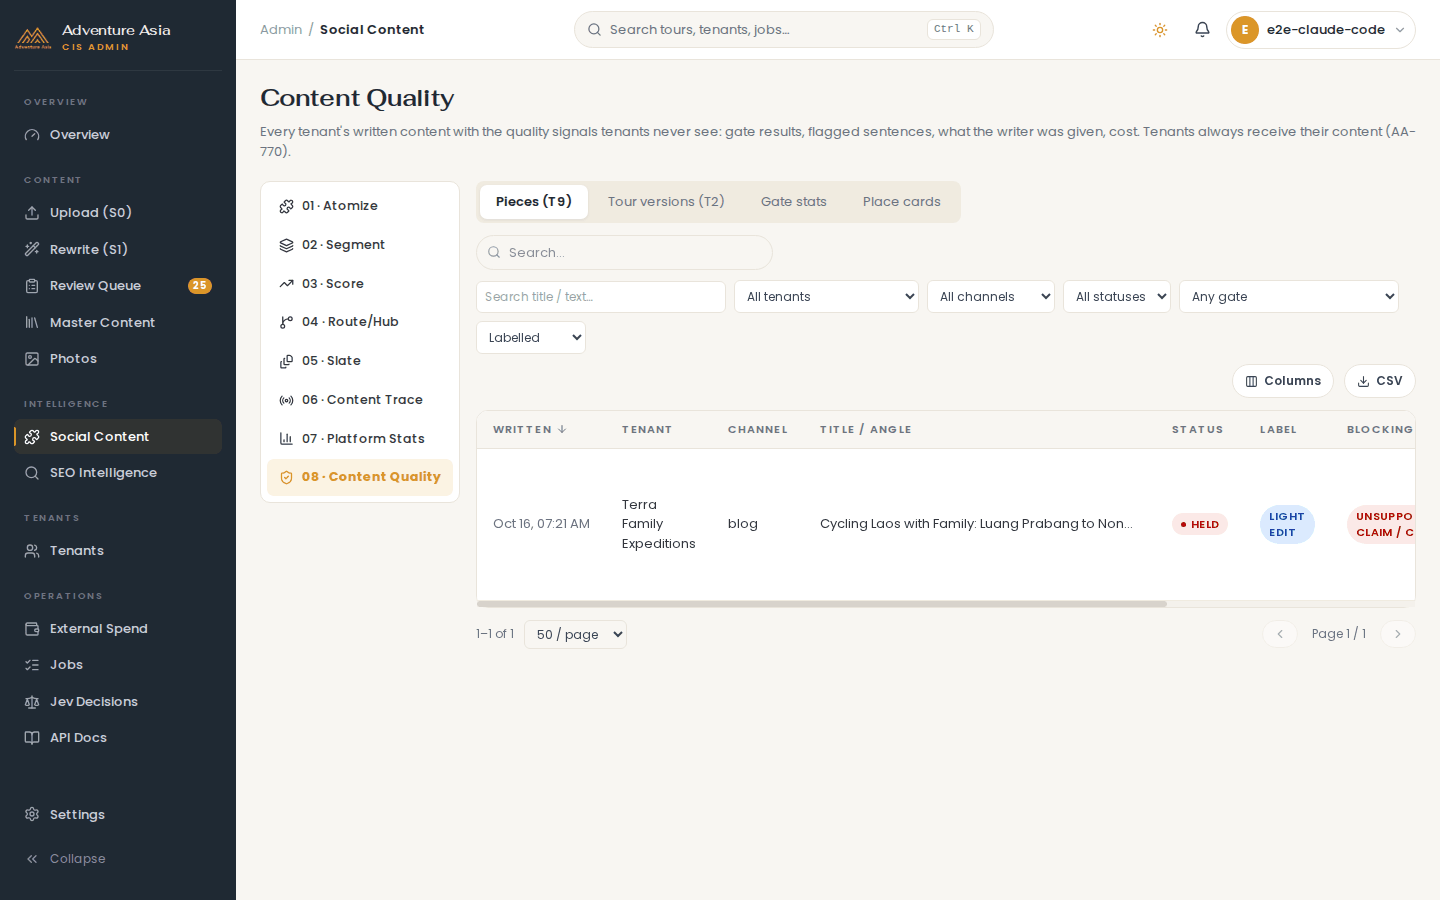 Adventure Asia
CIS ADMIN
Adventure Asia
OVERVIEW
Overview
CONTENT
Upload (S0)
Rewrite (S1)
Review Queue 25
Master Content
Photos
INTELLIGENCE
Social Content
SEO Intelligence
TENANTS
Tenants
OPERATIONS
External Spend
Jobs
Jev Decisions
API Docs
Settings
Collapse
Admin / Social Content
Search tours, tenants, jobs... Ctrl K
E e2e-claude-code
Content Quality
Every tenant's written content with the quality signals tenants never see: gate results, flagged sentences, what the writer was given, cost. Tenants always receive their content (AA-
770).
01 · Atomize
02 · Segment
03 · Score
04 · Route/Hub
05 · Slate
06 · Content Trace
07 · Platform Stats
08 · Content Quality
Pieces (T9) Tour versions (T2) Gate stats Place cards
Search...
Search title / text... All tenants All channels All statuses Any gate
Labelled
Columns CSV
WRITTEN TENANT CHANNEL TITLE / ANGLE STATUS LABEL BLOCKING
Oct 16, 07:21 AM
Terra
Family
Expeditions
blog
Cycling Laos with Family: Luang Prabang to Non...
HELD
LIGHT
EDIT
UNSUPPO
CLAIM / C
1–1 of 1 50 / page Page 1 / 1